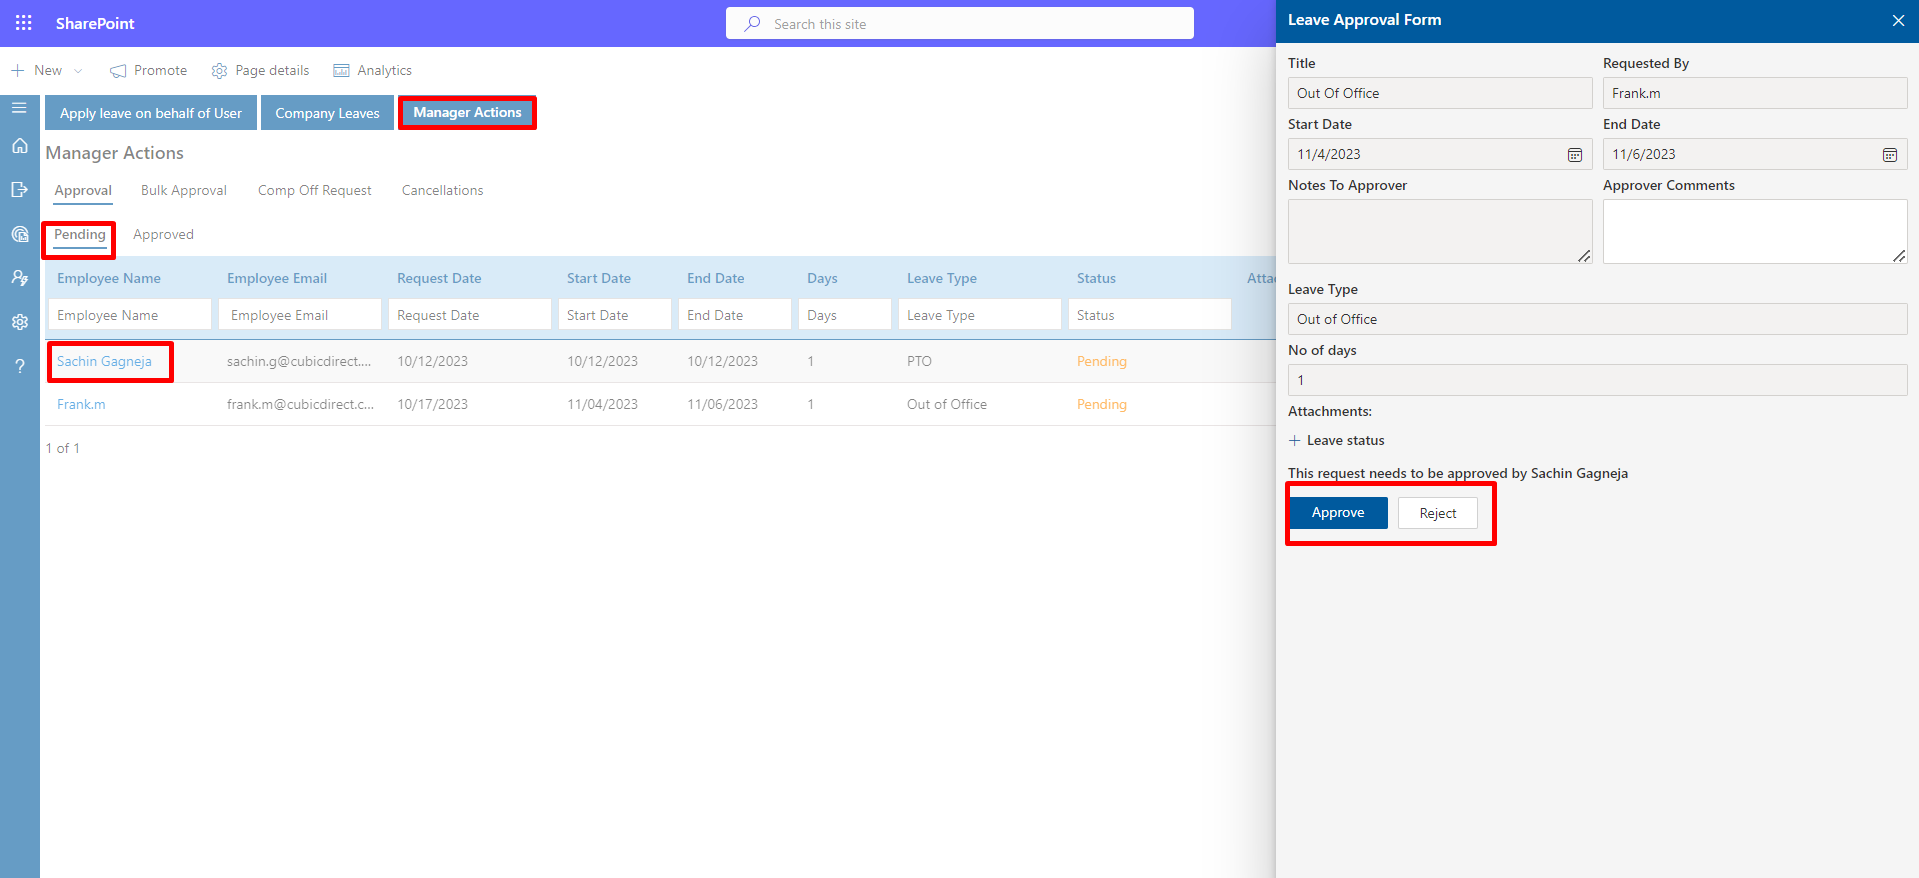 SharePoint
Search this site
New
Promote
Page details
Analytics
Apply leave on behalf of User
Company Leaves
Manager Actions
Manager Actions
Approval
Bulk Approval
Comp Off Request
Cancellations
Pending
Approved
Employee Name Employee Email Request Date Start Date End Date Days Leave Type Status
Employee Name Employee Email Request Date Start Date End Date Days Leave Type Status
Sachin Gagneja sachin.g@cubicdirect.... 10/12/2023 10/12/2023 10/12/2023 1 PTO Pending
Frank.m frank.m@cubicdirect.c... 10/17/2023 11/04/2023 11/06/2023 1 Out of Office Pending
1 of 1
Leave Approval Form
Title Requested By
Out Of Office Frank.m
Start Date End Date
11/4/2023 11/6/2023
Notes To Approver Approver Comments
Leave Type
Out of Office
No of days
1
Attachments:
+ Leave status
This request needs to be approved by Sachin Gagneja
Approve Reject